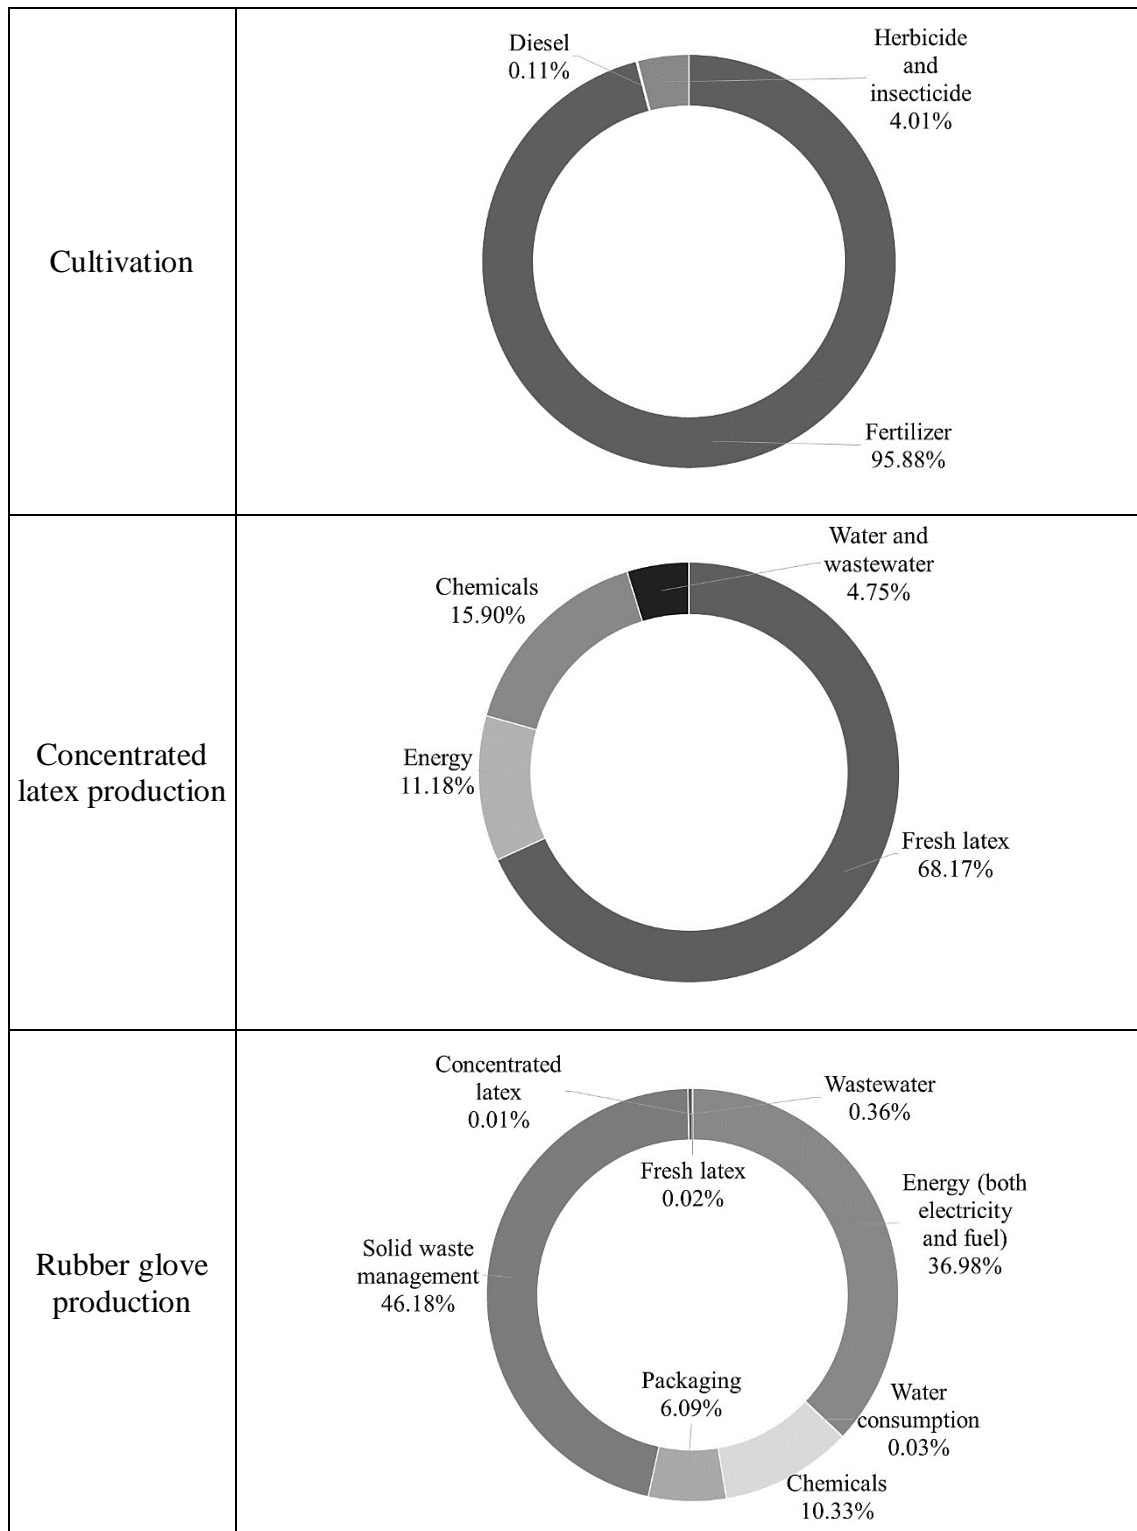 Cultivation
Diesel
0.11%
Herbicide
and
insecticide
4.01%
Fertilizer
95.88%
Concentrated
latex production
Water and
wastewater
4.75%
Chemicals
15.90%
Energy
11.18%
Fresh latex
68.17%
Rubber glove
production
Concentrated
latex
0.01%
Wastewater
0.36%
Fresh latex
0.02%
Energy (both
electricity
and fuel)
36.98%
Solid waste
management
46.18%
Packaging
6.09%
Water
consumption
0.03%
Chemicals
10.33%